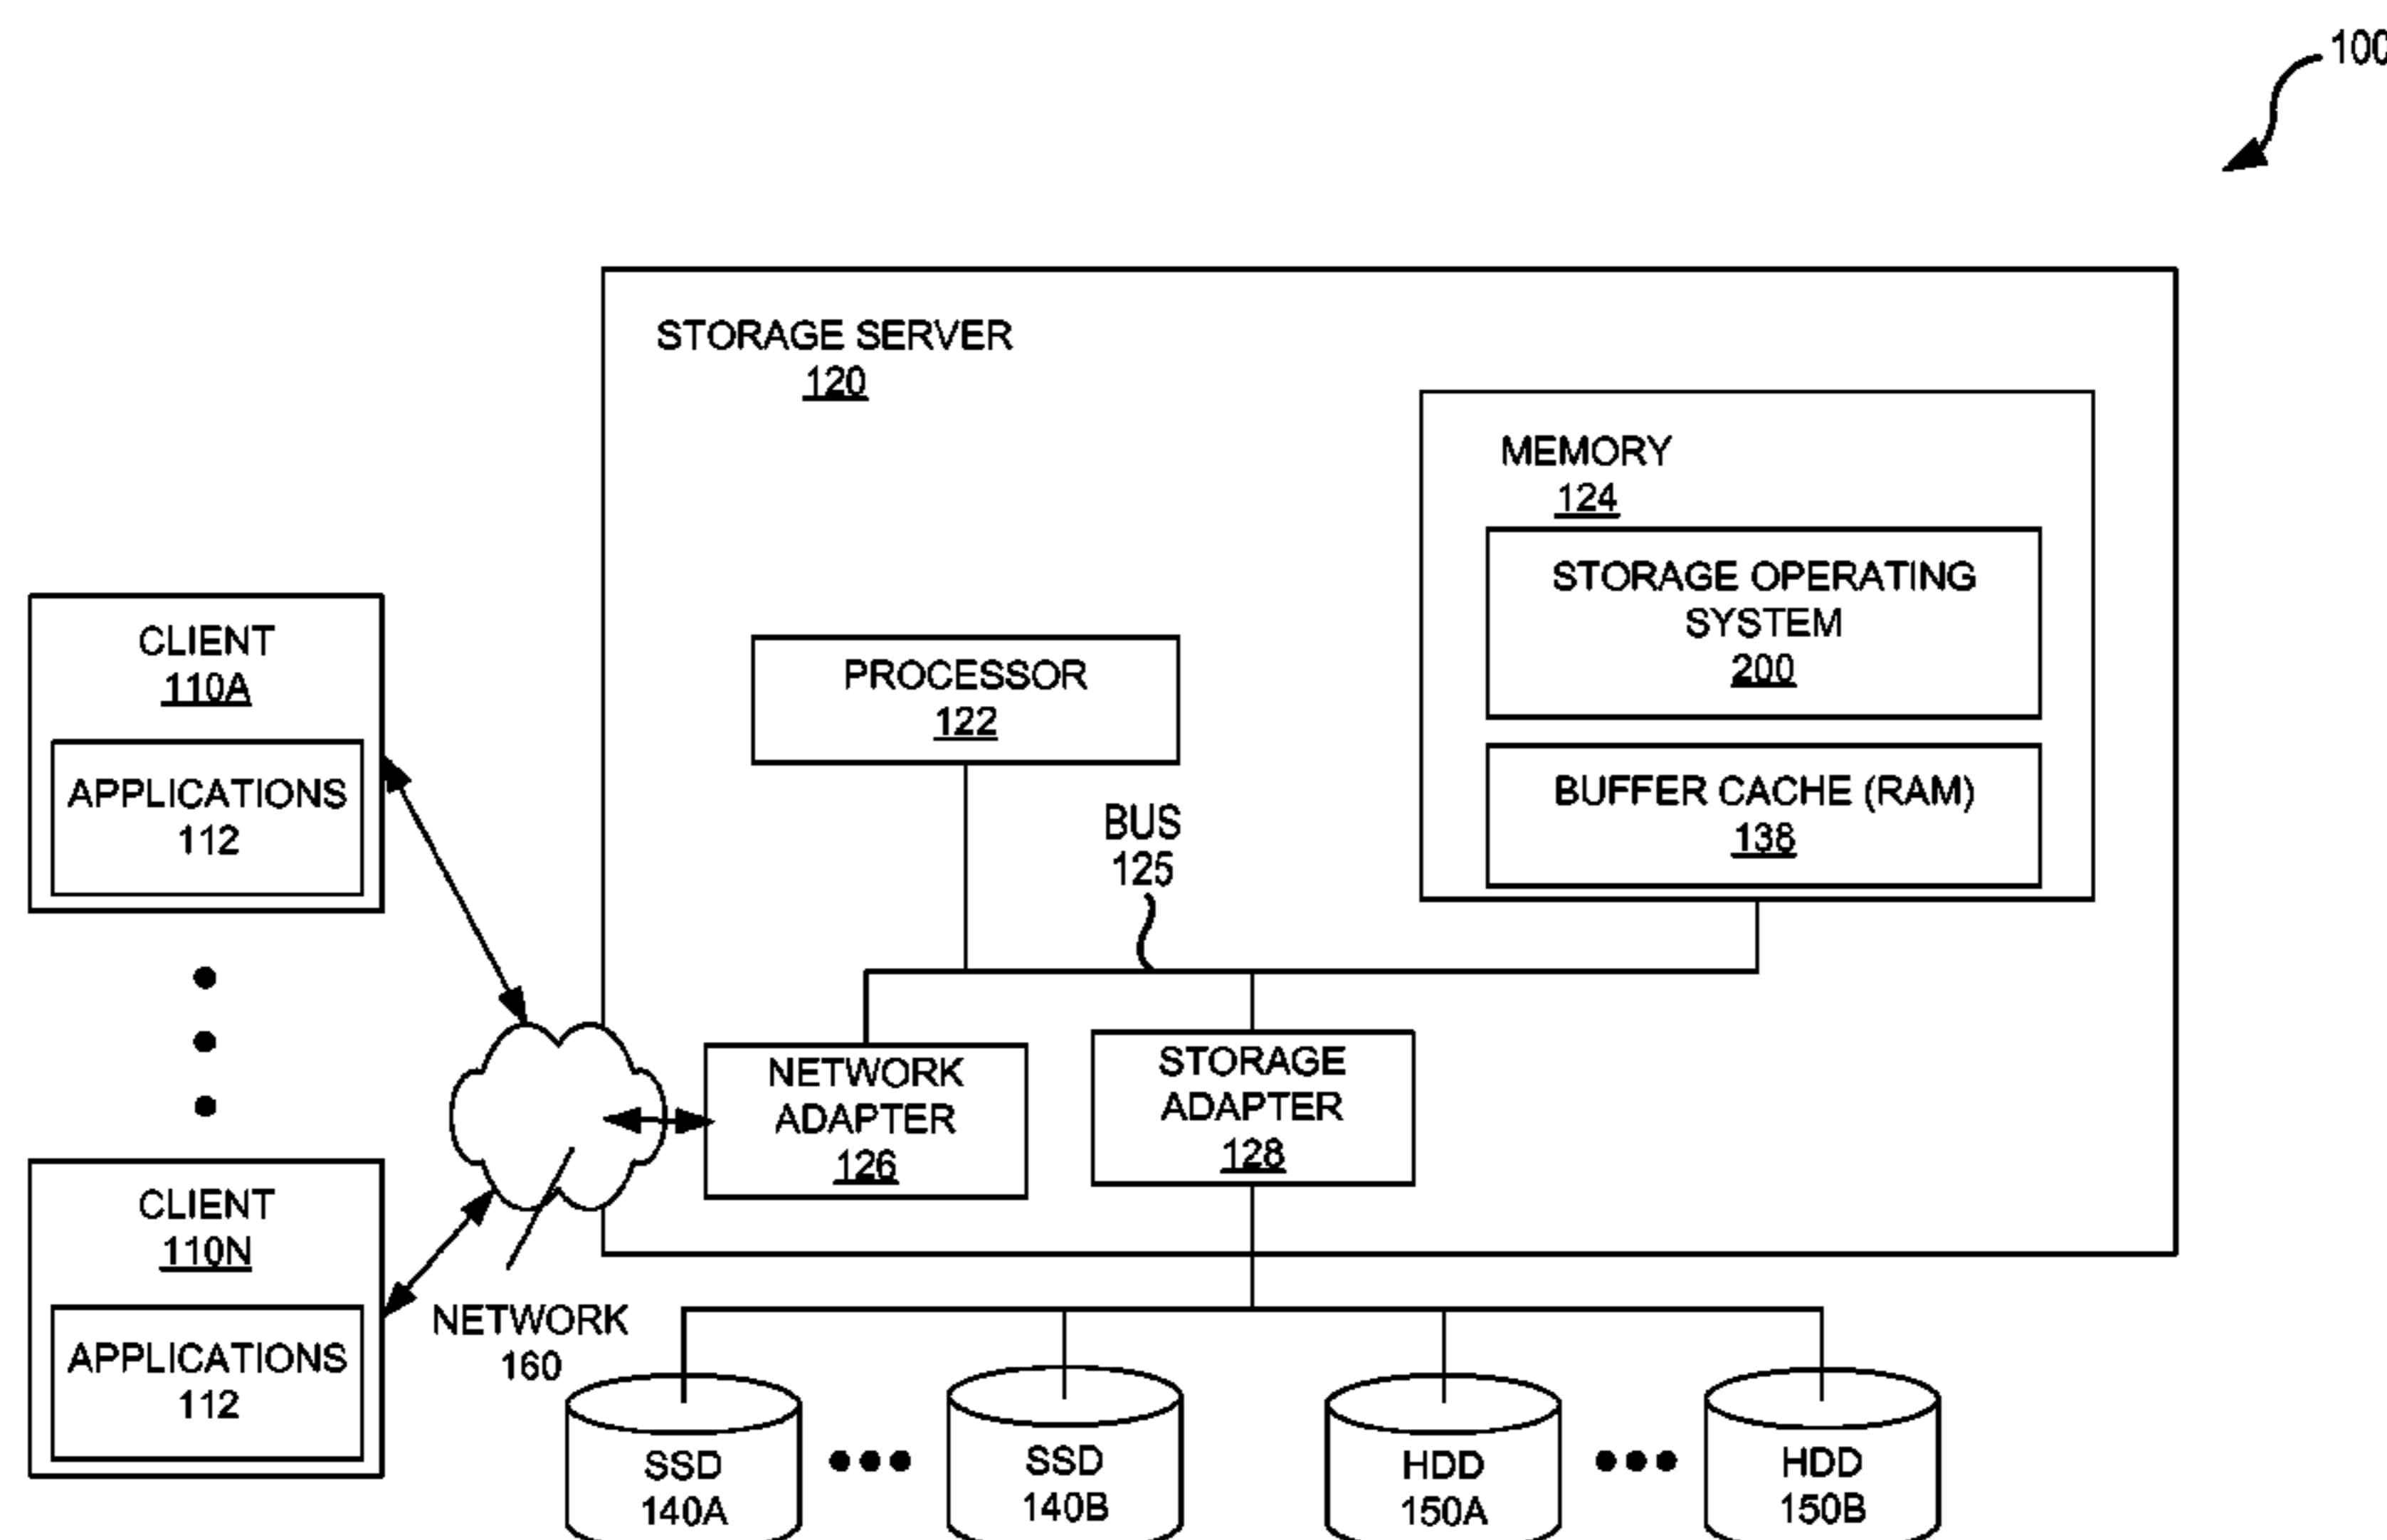 100
STORAGE SERVER
120
MEMORY
124
STORAGE OPERATING
SYSTEM
200
BUFFER CACHE (RAM)
138
PROCESSOR
122
BUS
125
CLIENT
110A
APPLICATIONS
112
NETWORK
ADAPTER
126
STORAGE
ADAPTER
128
CLIENT
110N
APPLICATIONS
112
NETWORK
160
SSD
140A
SSD
140B
HDD
150A
HDD
150B